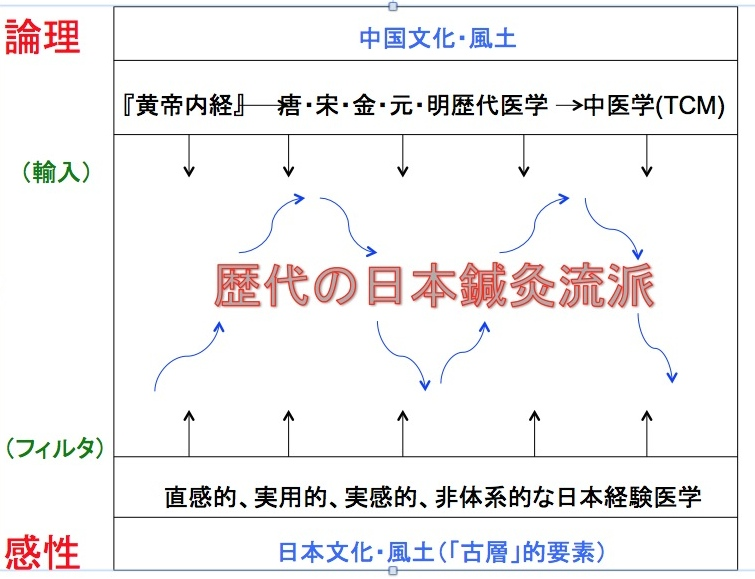 論理
中国文化・風土
『黄帝内経』→唐・宋・金・元・明歴代医学→中医学(TCM)
（輸入）
歴代の日本鍼灸流派
（フィルタ）
直感的、実用的、実感的、非体系的な日本経験医学
感性
日本文化・風土（「古層」的要素）